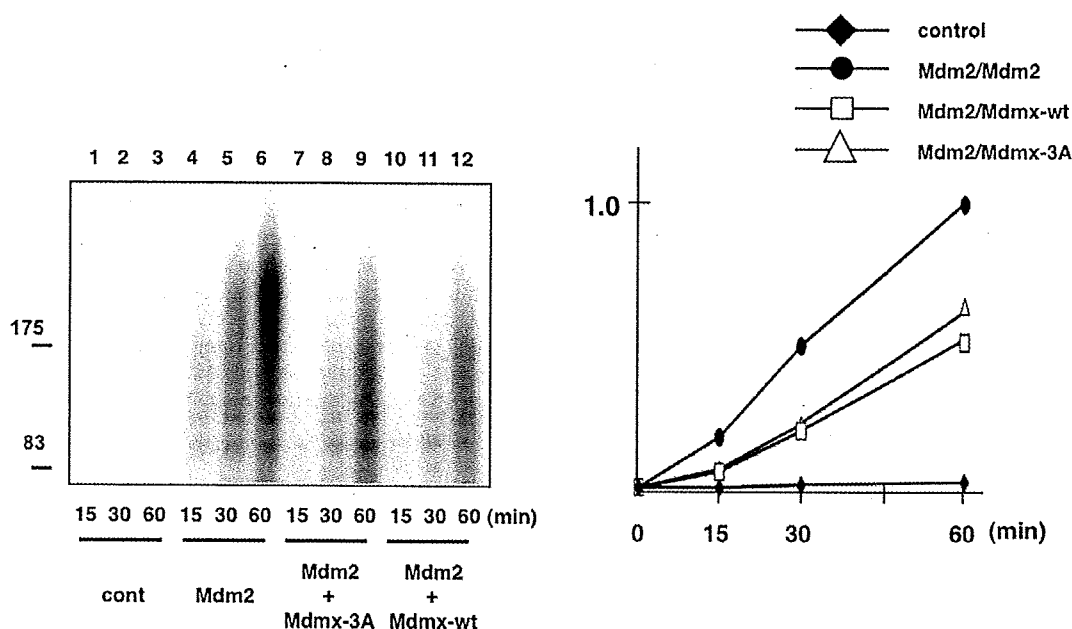 control
Mdm2/Mdm2
Mdm2/Mdmx-wt
Mdm2/Mdmx-3A
1 2 3 4 5 6 7 8 9 10 11 12
175
83
15 30 60 15 30 60 15 30 60 15 30 60 (min)
cont
Mdm2
Mdm2
+
Mdmx-3A
Mdm2
+
Mdmx-wt
1.0
0 15 30 60 (min)